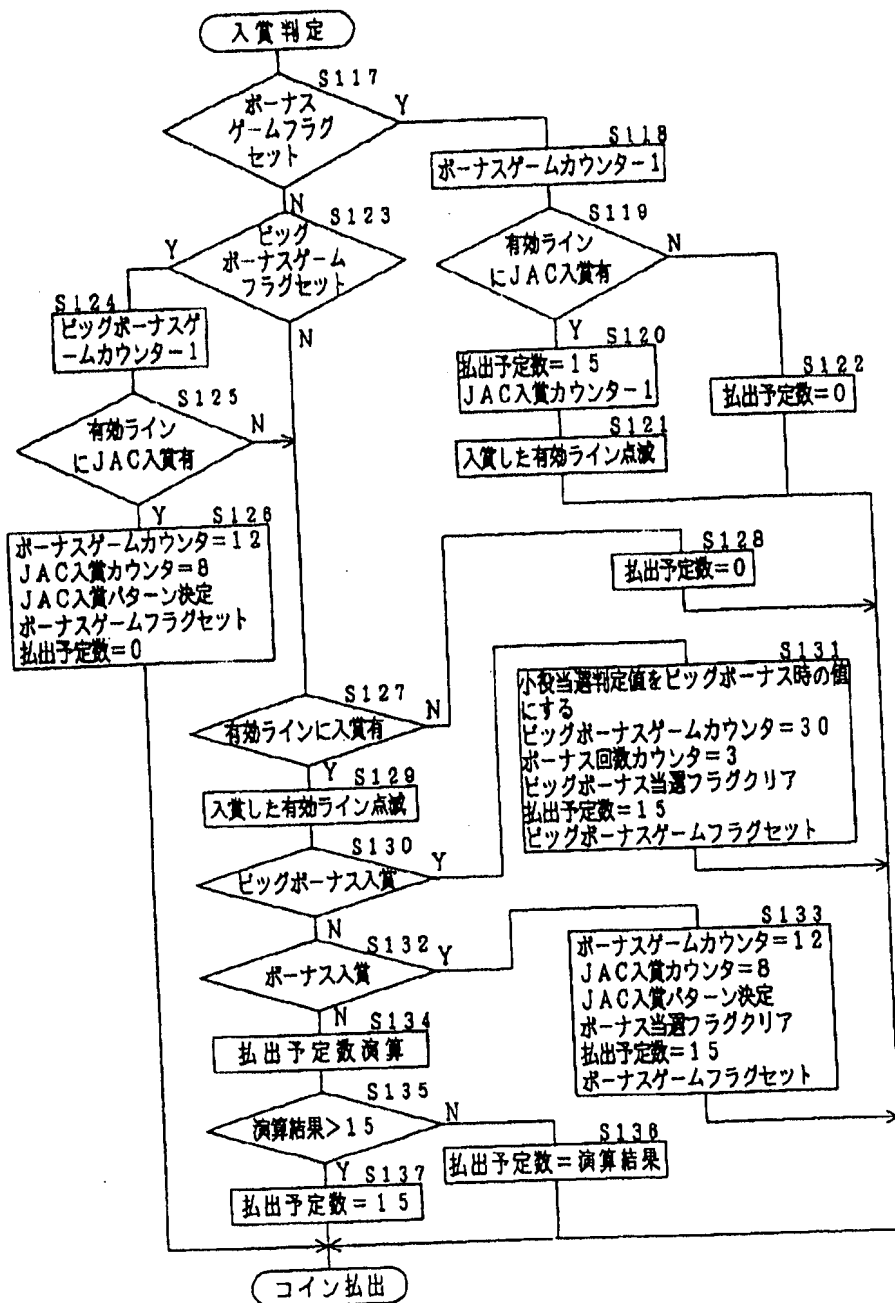 入賞判定
S117
ボーナス
ゲームフラグ
セット
Y
N
S118
ボーナスゲームカウンター1
S119
有効ライン
にJAC入賞有
N
Y
S120
払出予定数=15
JAC入賞カウンター1
S121
入賞した有効ライン点滅
S122
払出予定数=0
S123
ビッグ
ボーナスゲーム
フラグセット
Y
N
S124
ビッグボーナスゲ
ームカウンター1
S125
有効ライン
にJAC入賞有
N
Y
S126
ボーナスゲームカウンタ=12
JAC入賞カウンタ=8
JAC入賞パターン決定
ボーナスゲームフラグセット
払出予定数=0
S127
有効ラインに入賞有
N
Y
S128
払出予定数=0
S129
入賞した有効ライン点滅
S130
ビッグボーナス入賞
Y
N
S131
小役当選判定値をビッグボーナス時の値
にする
ビッグボーナスゲームカウンタ=30
ボーナス回数カウンタ=3
ビッグボーナス当選フラグクリア
払出予定数=15
ビッグボーナスゲームフラグセット
S132
ボーナス入賞
Y
N
S133
ボーナスゲームカウンタ=12
JAC入賞カウンタ=8
JAC入賞パターン決定
ボーナス当選フラグクリア
払出予定数=15
ボーナスゲームフラグセット
S134
払出予定数演算
S135
演算結果>15
N
Y
S136
払出予定数=演算結果
S137
払出予定数=15
コイン払出